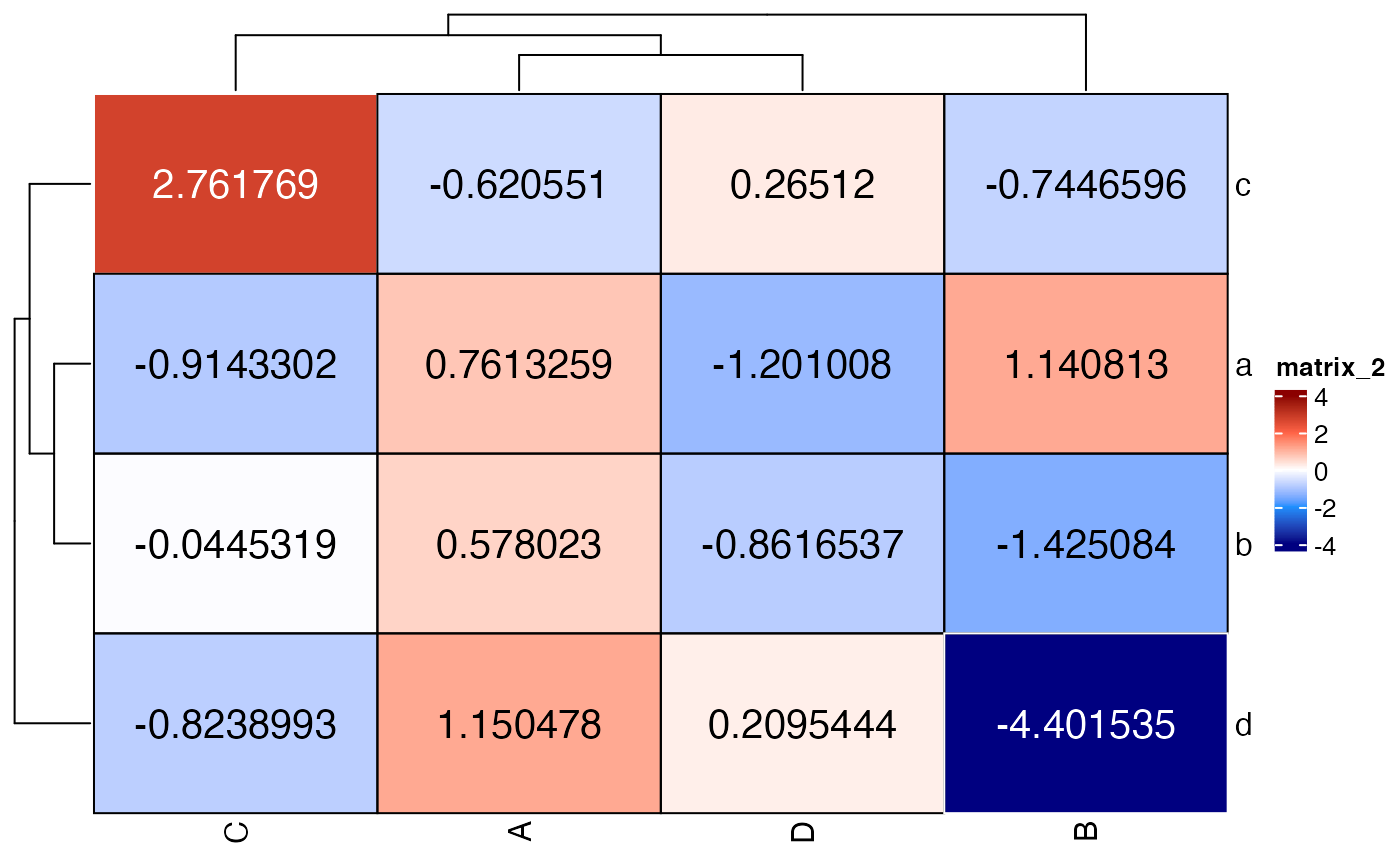 2.761769 -0.620551 0.26512 -0.7446596 c
-0.9143302 0.7613259 -1.201008 1.140813 a
-0.0445319 0.578023 -0.8616537 -1.425084 b
-0.8238993 1.150478 0.2095444 -4.401535 d
C A D B
matrix_2
4
2
0
-2
-4